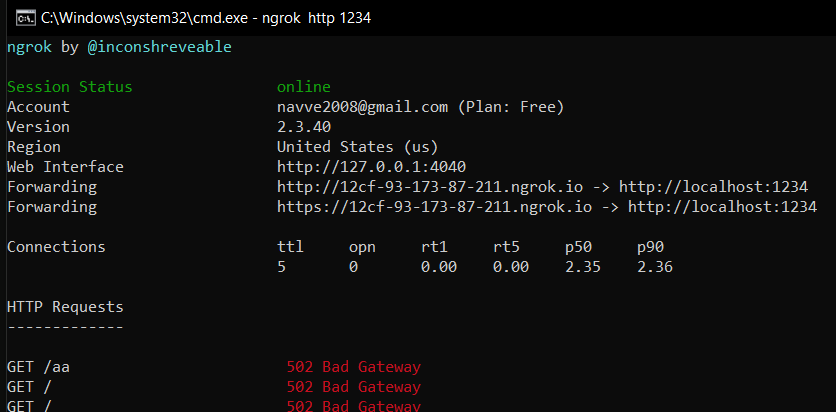 C:\Windows\system32\cmd.exe - ngrok  http 1234
ngrok by @inconshreveable
Session Status online
Account navve2008@gmail.com (Plan: Free)
Version 2.3.40
Region United States (us)
Web Interface http://127.0.0.1:4040
Forwarding http://12cf-93-173-87-211.ngrok.io -> http://localhost:1234
Forwarding https://12cf-93-173-87-211.ngrok.io -> http://localhost:1234
Connections ttl opn rt1 rt5 p50 p90
5 0 0.00 0.00 2.35 2.36
HTTP Requests
-------------
GET /aa 502 Bad Gateway
GET / 502 Bad Gateway
GET / 502 Bad Gateway